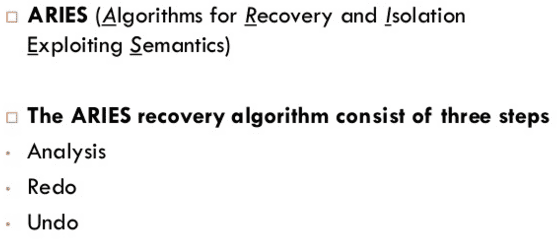 ARIES (Algorithms for Recovery and Isolation
Exploiting Semantics)
The ARIES recovery algorithm consist of three steps
Analysis
Redo
Undo